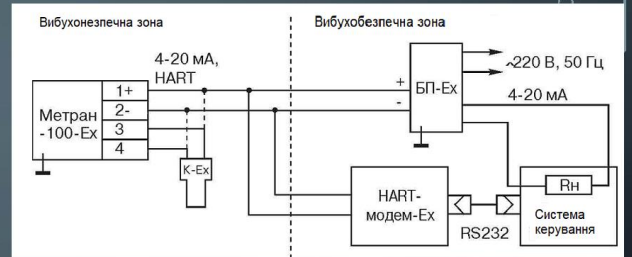 Вибухонезпечна зона
Вибухобезпечна зона
4-20 мА,
HART
Метран
-100-Ex
1+
2-
3
4
К-Ex
+
-
БП-Ex
~220 В, 50 Гц
4-20 мА
HART-
модем-Ex
RS232
Rн
Система
керування